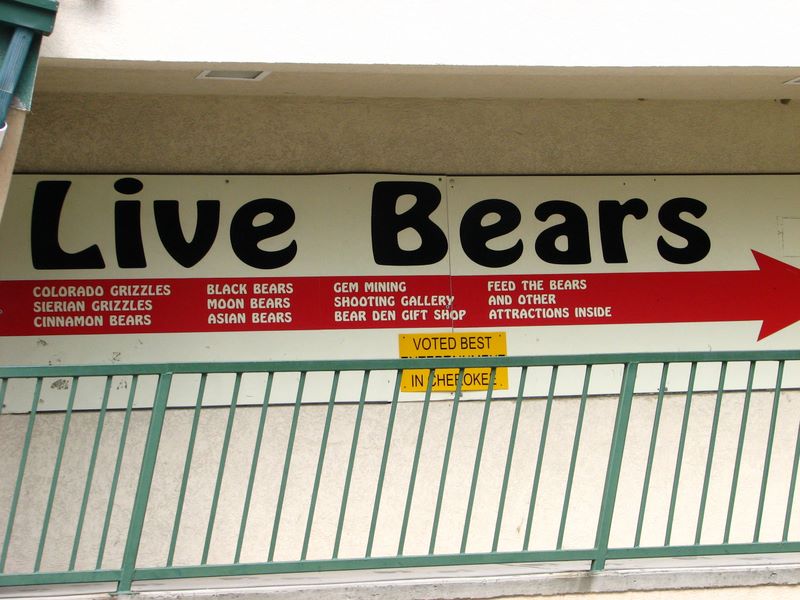 Live Bears
COLORADO GRIZZLES
SIERIAN GRIZZLES
CINNAMON BEARS
BLACK BEARS
MOON BEARS
ASIAN BEARS
GEM MINING
SHOOTING GALLERY
BEAR DEN GIFT SHOP
FEED THE BEARS
AND OTHER
ATTRACTIONS INSIDE
VOTED BEST
IN CHEROKEE